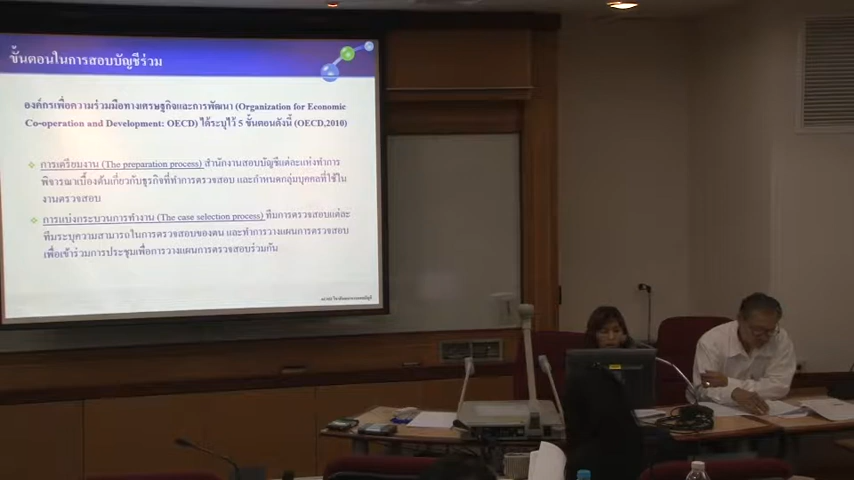 ขั้นตอนในการสอบบัญชีร่วม
องค์กรเพื่อความร่วมมือทางเศรษฐกิจและการพัฒนา (Organization for Economic
Co-operation and Development: OECD) ได้ระบุไว้ 5 ขั้นตอนดังนี้ (OECD,2010)
การเตรียมงาน (The preparation process) สำนักงานสอบบัญชีแต่ละแห่งทำการ
พิจารณาเบื้องต้นเกี่ยวกับธุรกิจที่ทำการตรวจสอบ และกำหนดกลุ่มบุคคลที่ใช้ใน
งานตรวจสอบ
การแบ่งกระบวนการทำงาน (The case selection process) ทีมการตรวจสอบแต่ละ
ทีมระบุความสามารถในการตรวจสอบของตน และทำการวางแผนการตรวจสอบ
เพื่อเข้าร่วมการประชุมเพื่อการวางแผนการตรวจสอบร่วมกัน